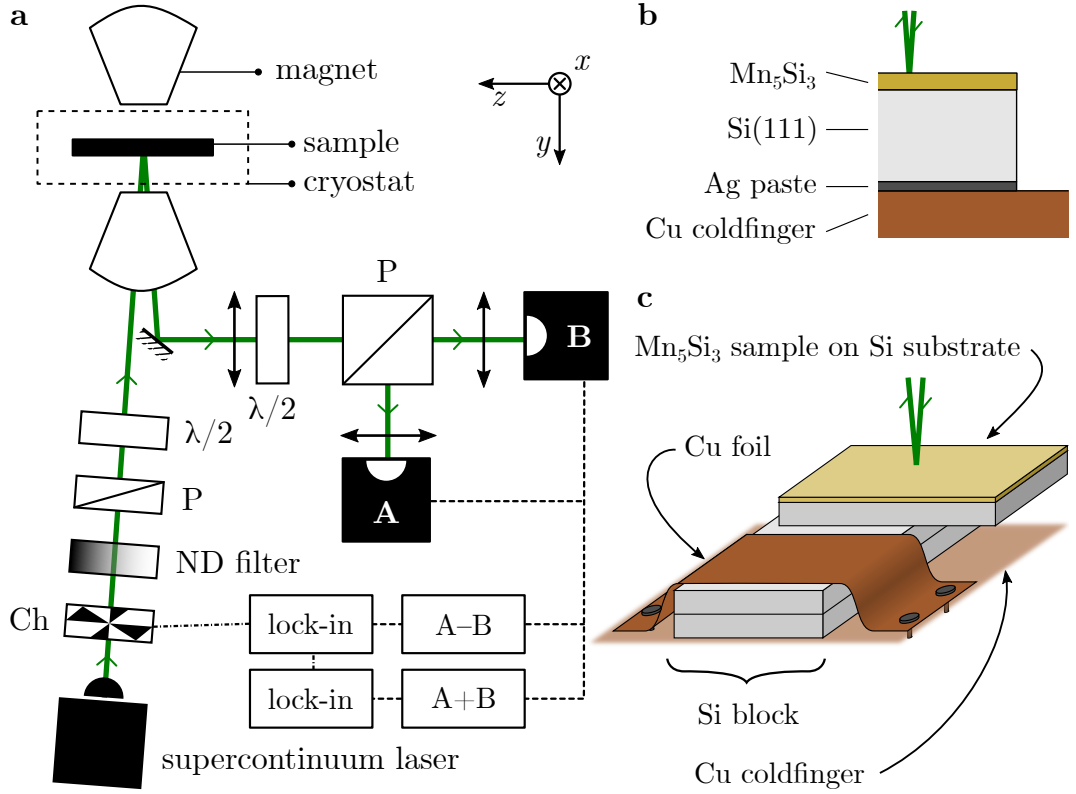 a
magnet
sample
cryostat
x
z
y
P
B
λ/2
λ/2
P
A
ND filter
Ch
lock-in
A–B
lock-in
A+B
supercontinuum laser
b
Mn₅Si₃
Si(111)
Ag paste
Cu coldfinger
c
Mn₅Si₃ sample on Si substrate
Cu foil
Si block
Cu coldfinger